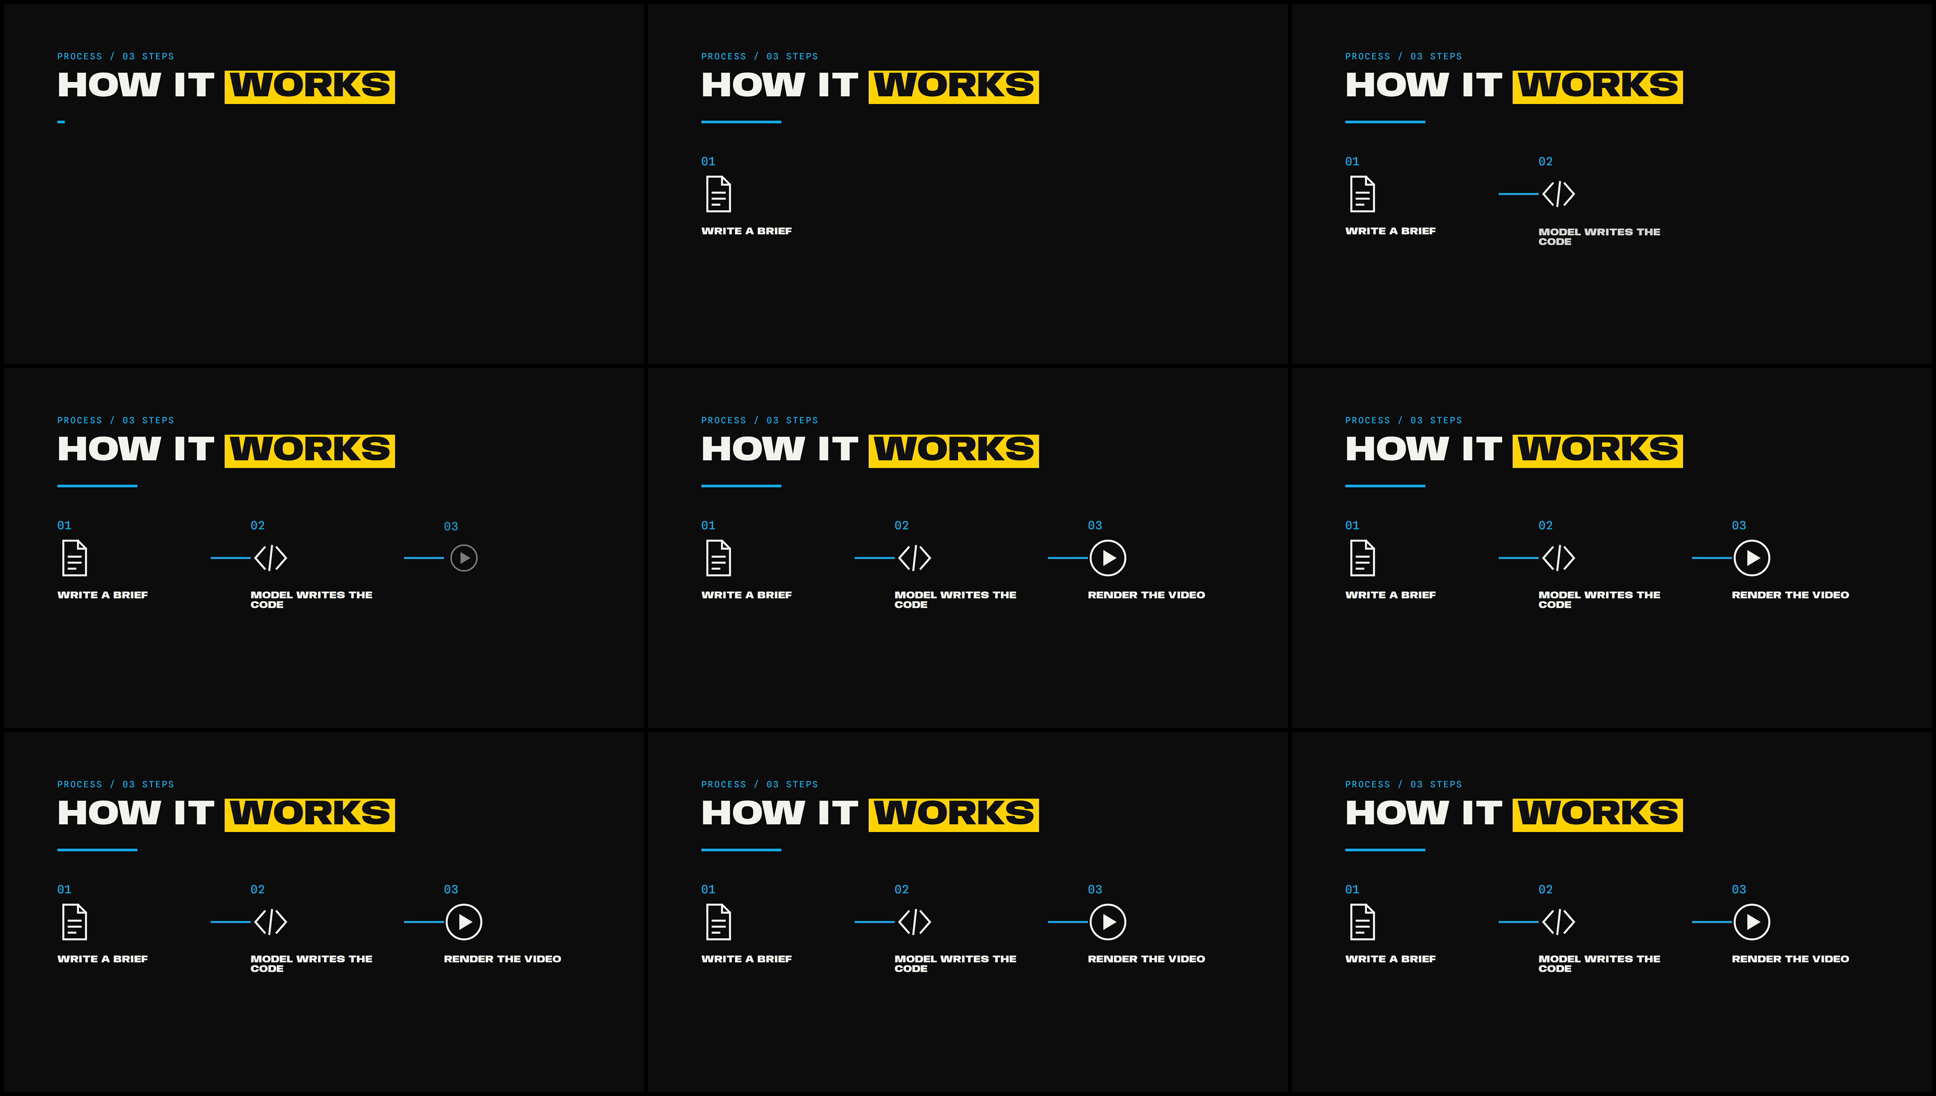 PROCESS / 03 STEPS
HOW IT WORKS
PROCESS / 03 STEPS
HOW IT WORKS
01
WRITE A BRIEF
PROCESS / 03 STEPS
HOW IT WORKS
01
02
WRITE A BRIEF
MODEL WRITES THE
CODE
PROCESS / 03 STEPS
HOW IT WORKS
01
02
03
WRITE A BRIEF
MODEL WRITES THE
CODE
PROCESS / 03 STEPS
HOW IT WORKS
01
02
03
WRITE A BRIEF
MODEL WRITES THE
CODE
RENDER THE VIDEO
PROCESS / 03 STEPS
HOW IT WORKS
01
02
03
WRITE A BRIEF
MODEL WRITES THE
CODE
RENDER THE VIDEO
PROCESS / 03 STEPS
HOW IT WORKS
01
02
03
WRITE A BRIEF
MODEL WRITES THE
CODE
RENDER THE VIDEO
PROCESS / 03 STEPS
HOW IT WORKS
01
02
03
WRITE A BRIEF
MODEL WRITES THE
CODE
RENDER THE VIDEO
PROCESS / 03 STEPS
HOW IT WORKS
01
02
03
WRITE A BRIEF
MODEL WRITES THE
CODE
RENDER THE VIDEO